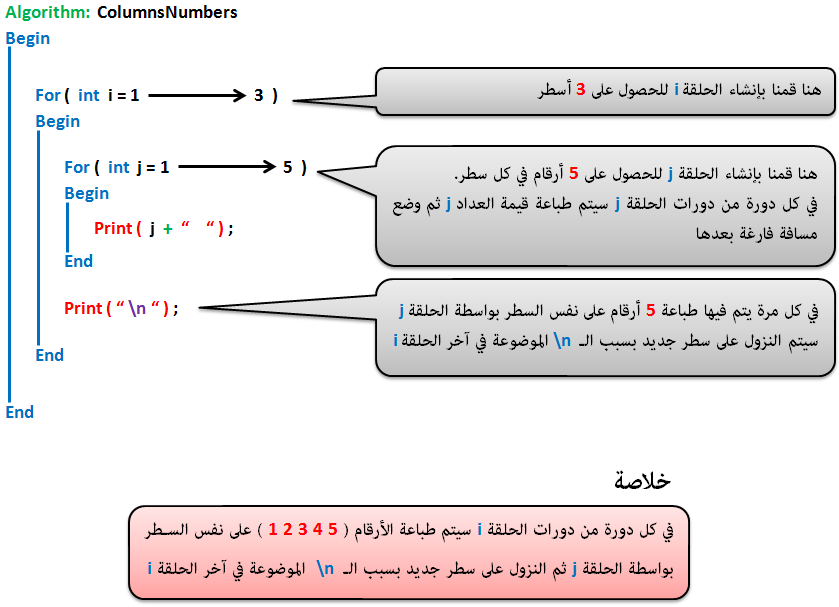 Algorithm: ColumnsNumbers
Begin
For ( int i = 1 3 )
هنا قمنا بإنشاء الحلقة i للحصول على 3 أسطر
Begin
For ( int j = 1 5 )
هنا قمنا بإنشاء الحلقة j للحصول على 5 أرقام في كل سطر.
في كل دورة من دورات الحلقة j سيتم طباعة قيمة العداد j ثم وضع
مسافة فارغة بعدها
Begin
Print ( j + “ “ ) ;
End
Print ( “ \n “ ) ;
في كل مرة يتم فيها طباعة 5 أرقام على نفس السطر بواسطة الحلقة j
سيتم النزول على سطر جديد بسبب الـ \n الموضوعة في آخر الحلقة i
End
End
خلاصة
في كل دورة من دورات الحلقة i سيتم طباعة الأرقام ( 1 2 3 4 5 ) على نفس السـطر
بواسطة الحلقة j ثم النزول على سطر جديد بسبب الـ \n الموضوعة في آخر الحلقة i